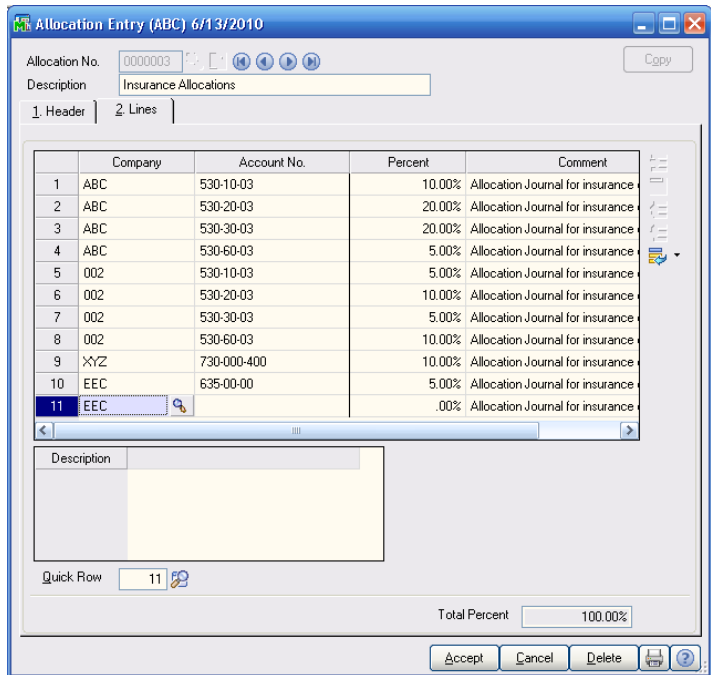 Allocation Entry (ABC) 6/13/2010
Allocation No. 0000003 Copy
Description Insurance Allocations
1. Header 2. Lines
Company Account No. Percent Comment
1 ABC 530-10-03 10.00% Allocation Journal for insurance
2 ABC 530-20-03 20.00% Allocation Journal for insurance
3 ABC 530-30-03 20.00% Allocation Journal for insurance
4 ABC 530-60-03 5.00% Allocation Journal for insurance
5 002 530-10-03 5.00% Allocation Journal for insurance
6 002 530-20-03 10.00% Allocation Journal for insurance
7 002 530-30-03 5.00% Allocation Journal for insurance
8 002 530-60-03 10.00% Allocation Journal for insurance
9 XYZ 730-000-400 10.00% Allocation Journal for insurance
10 EEC 635-00-00 5.00% Allocation Journal for insurance
11 EEC .00% Allocation Journal for insurance
Description
Quick Row 11
Total Percent 100.00%
Accept Cancel Delete ?